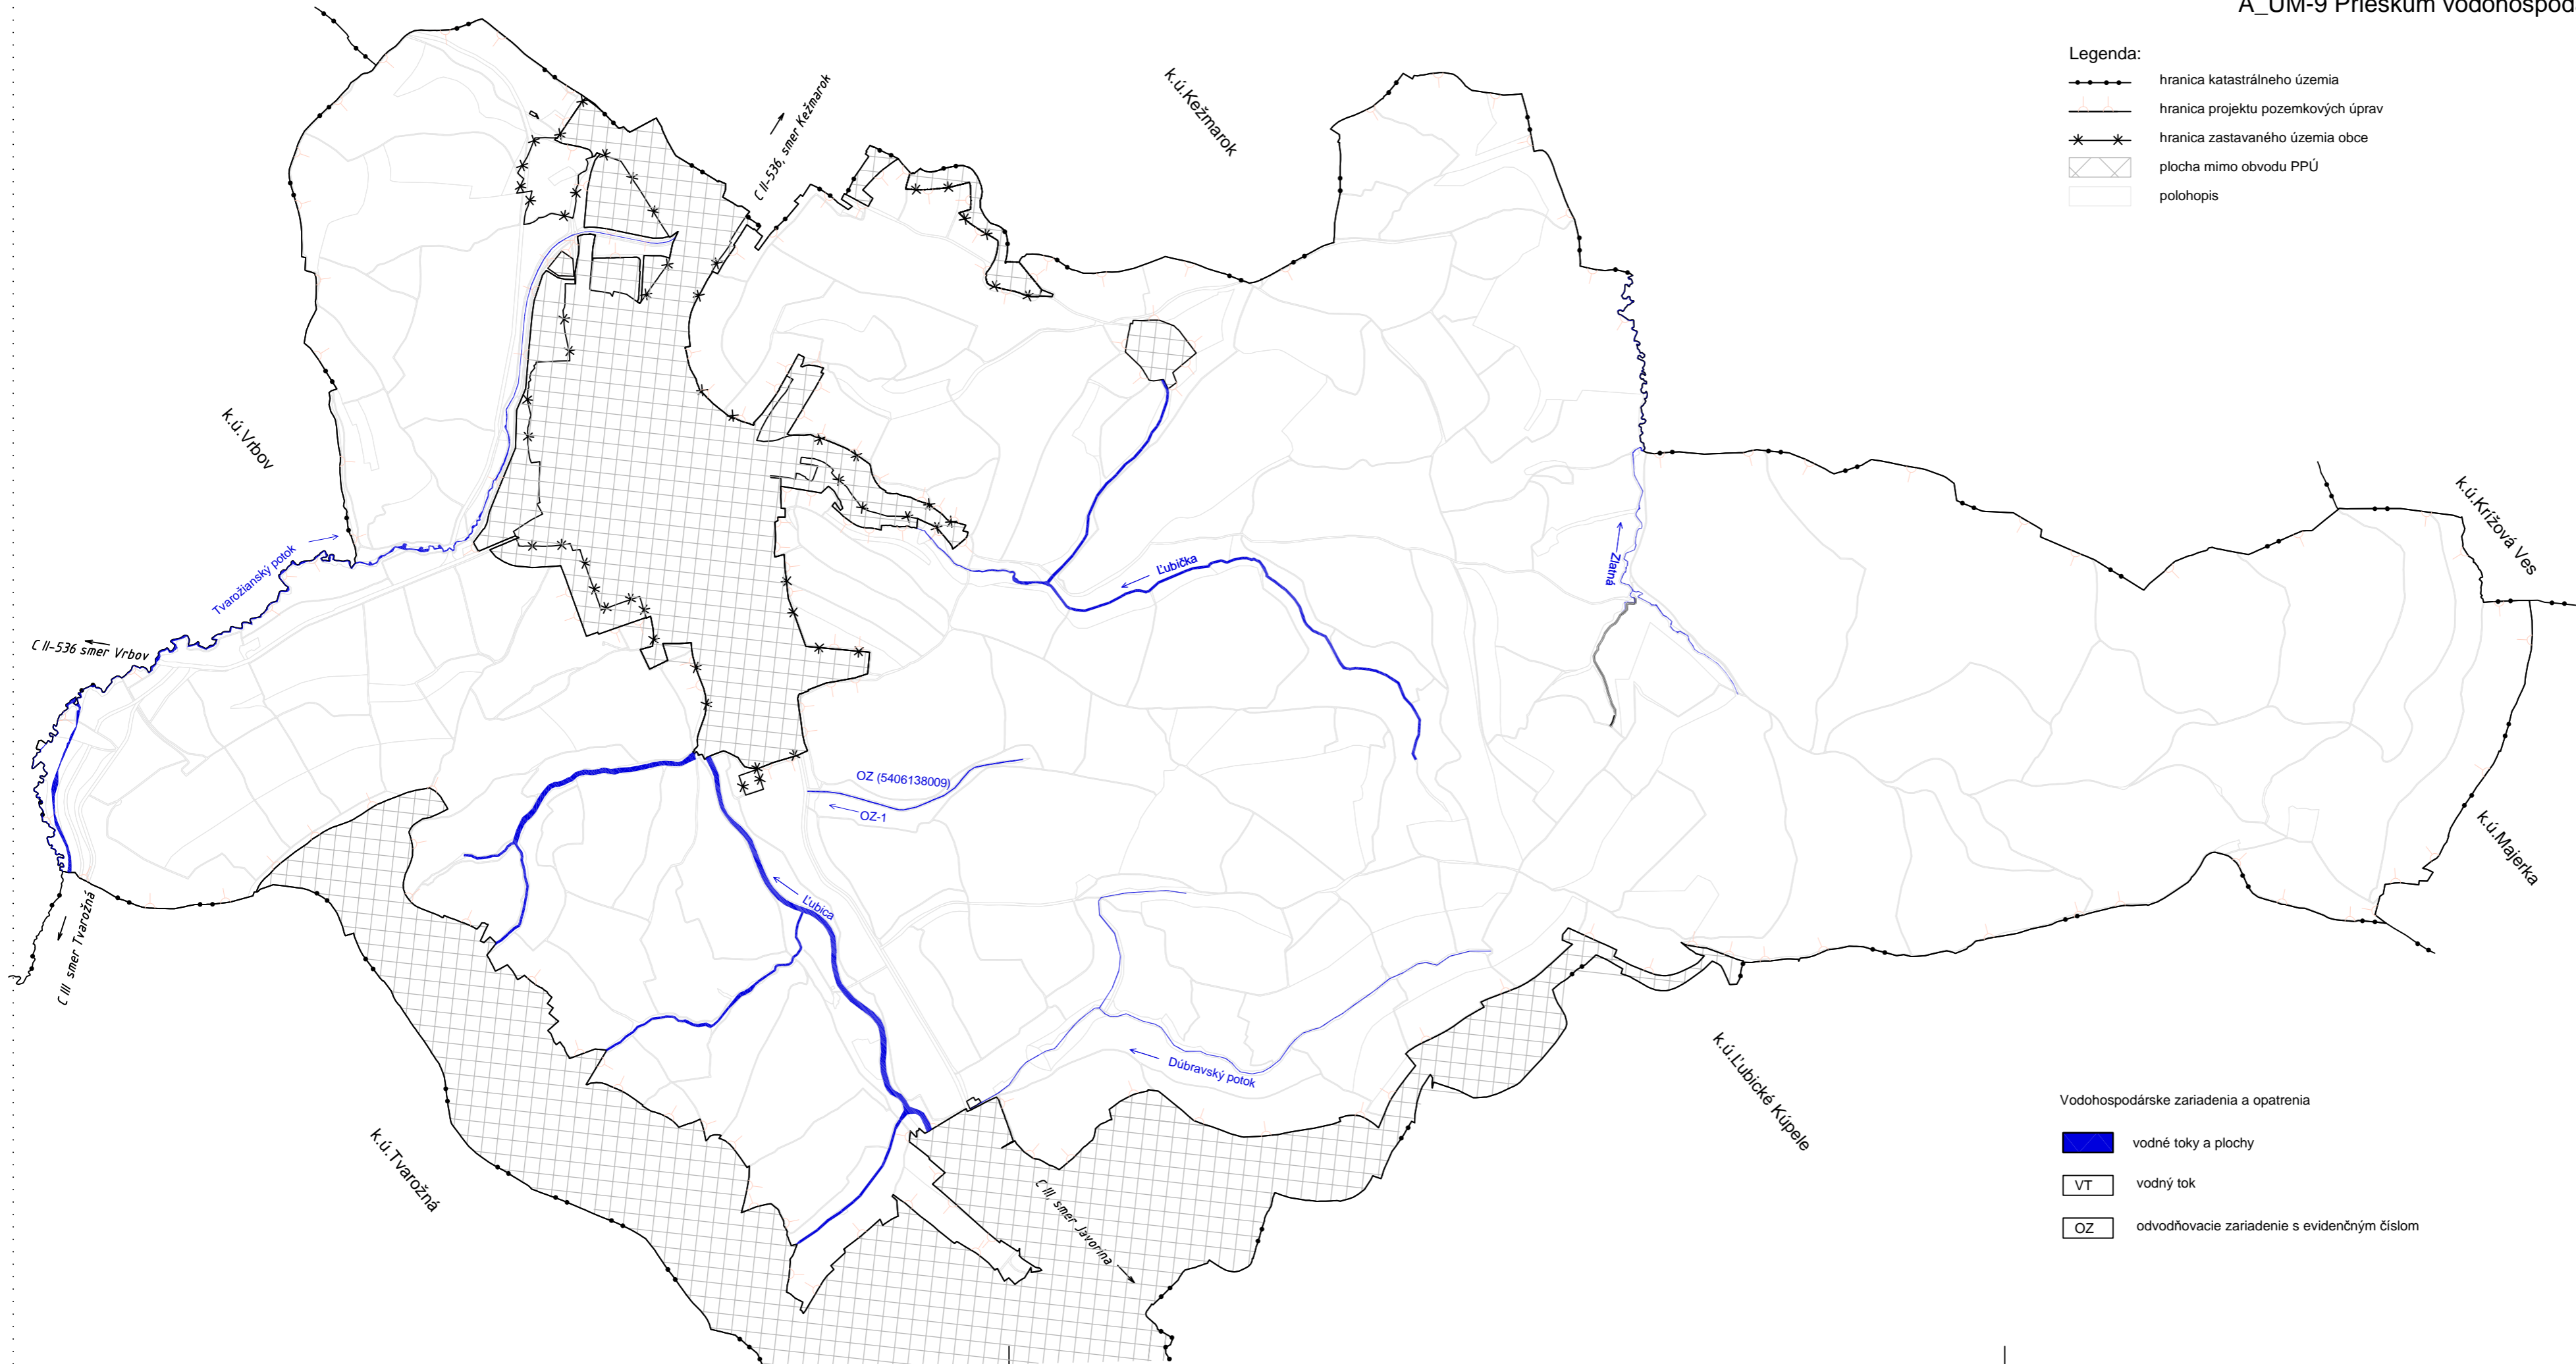 A_UM-9 Prieskum vodohospod
Legenda:
hranica katastrálneho územia
hranica projektu pozemkových úprav
hranica zastavaného územia obce
plocha mimo obvodu PPÚ
polohopis
C II-536, smer Kežmarok
k.ú.Kežmarok
k.ú.Vrbov
Tvarožianský potok
C II-536 smer Vrbov
k.ú.Krížová Ves
Ľubička
Zlatná
OZ (5406138009)
OZ-1
k.ú.Majerka
Ľubica
C III smer Tvarožná
Dúbravský potok
k.ú.Ľubické Kúpele
k.ú.Tvarožná
C III, smer Javorina
Vodohospodárske zariadenia a opatrenia
vodné toky a plochy
VT vodný tok
OZ odvodňovacie zariadenie s evidenčným číslom